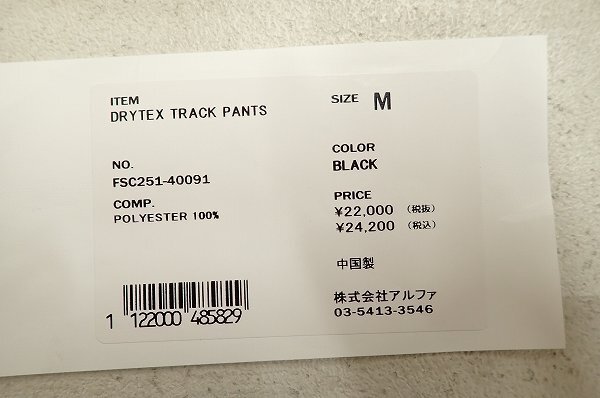 ITEM
DRYTEX TRACK PANTS
SIZE M
NO.
FSC251-40091
COLOR
BLACK
COMP.
POLYESTER 100%
PRICE
¥22,000 (税抜)
¥24,200 (税込)
中国製
株式会社アルファ
03-5413-3546
1 122000 485829